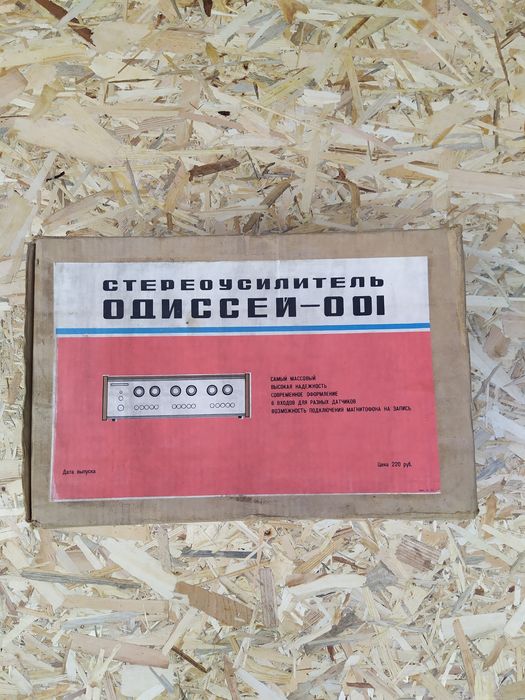 СТЕРЕОУСИЛИТЕЛЬ
ОДИССЕЙ-001
САМЫЙ МАССОВЫЙ
ВЫСОКАЯ НАДЕЖНОСТЬ
СОВРЕМЕННОЕ ОФОРМЛЕНИЕ
6 ВХОДОВ ДЛЯ РАЗНЫХ ДАТЧИКОВ
ВОЗМОЖНОСТЬ ПОДКЛЮЧЕНИЯ МАГНИТОФОНА НА ЗАПИСЬ
Дата выпуска
Цена 220 руб.